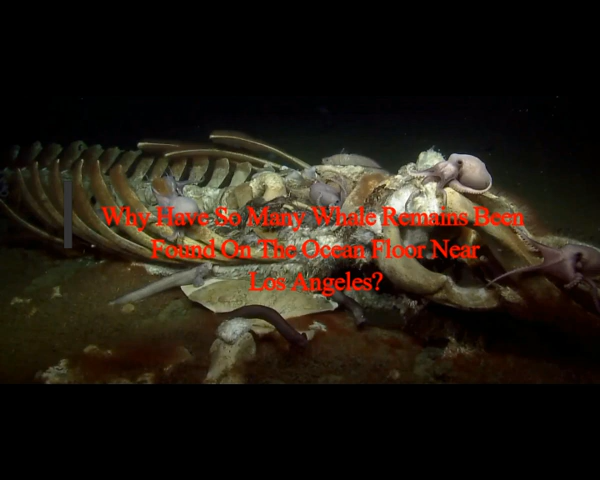 Why Have So Many Whale Remains Been
Found On The Ocean Floor Near
Los Angeles?